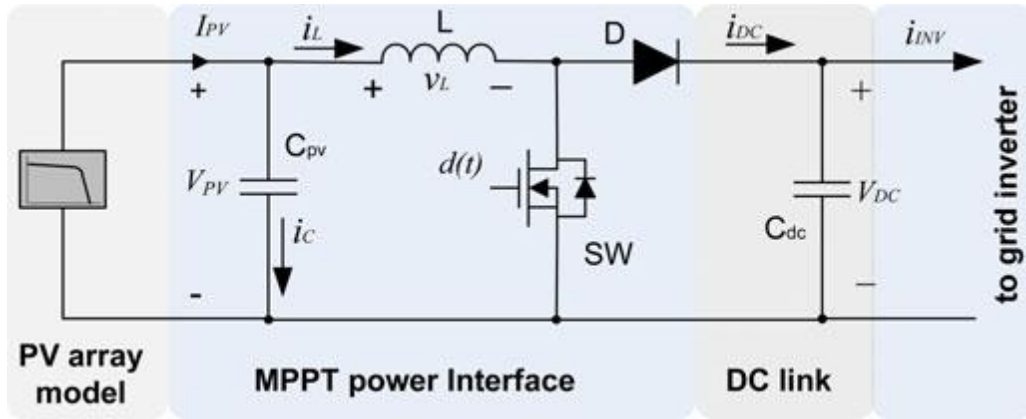 I_PV
i_L
L
D
i_DC
i_INV
+
+
v_L
−
+
C_pv
d(t)
V_PV
V_DC
i_C
C_dc
SW
-
−
to grid inverter
PV array
model
MPPT power Interface
DC link